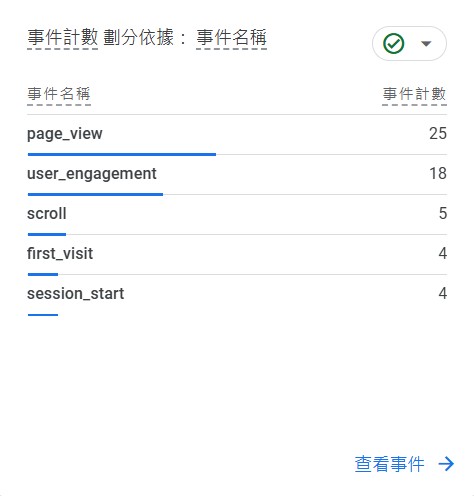 事件計數 劃分依據： 事件名稱
事件名稱 事件計數
page_view 25
user_engagement 18
scroll 5
first_visit 4
session_start 4
查看事件